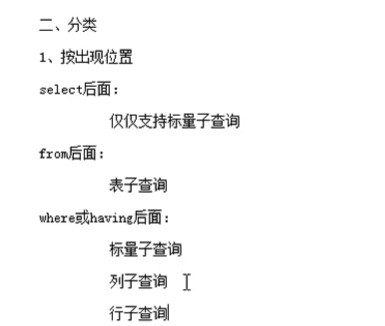 二、分类
1、按出现位置
select后面：
仅仅支持标量子查询
from后面：
表子查询
where或having后面：
标量子查询
列子查询
行子查询